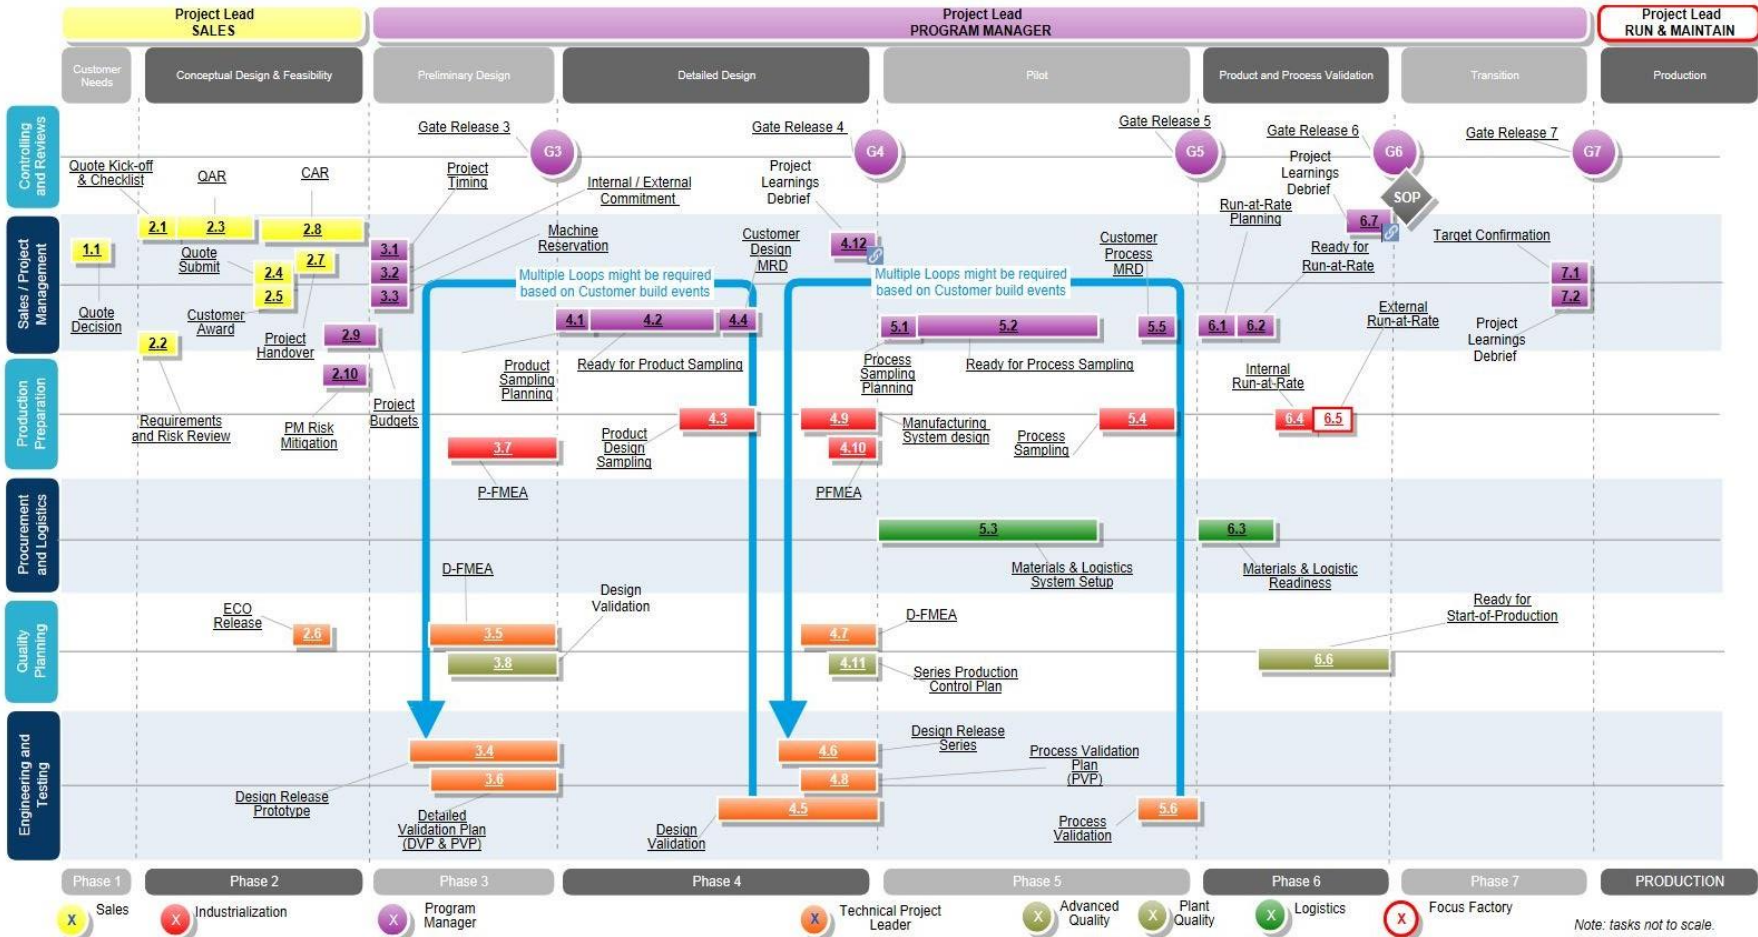 Project Lead
SALES
Project Lead
PROGRAM MANAGER
Project Lead
RUN & MAINTAIN
Customer
Needs
Conceptual Design & Feasibility
Preliminary Design
Detailed Design
Pilot
Product and Process Validation
Transition
Production
Controlling
and Reviews
Gate Release 3
G3
Gate Release 4
G4
Gate Release 5
G5
Gate Release 6
G6
Gate Release 7
G7
Quote Kick-off
& Checklist
QAR
CAR
Project
Timing
Internal / External
Commitment
Project
Learnings
Debrief
Project
Learnings
Debrief
SOP
Sales / Project
Management
1.1
2.1
2.3
2.8
Quote
Submit
2.4
2.7
2.5
3.1
3.2
3.3
Machine
Reservation
Customer
Design
MRD
4.12
Customer
Process
MRD
Run-at-Rate
Planning
6.7
Ready for
Run-at-Rate
Target Confirmation
7.1
7.2
Multiple Loops might be required
based on Customer build events
Multiple Loops might be required
based on Customer build events
Quote
Decision
Customer
Award
Project
Handover
2.2
2.9
4.1
4.2
4.4
5.1
5.2
5.5
6.1
6.2
External
Run-at-Rate
Project
Learnings
Debrief
Production
Preparation
2.10
Product
Sampling
Planning
Ready for Product Sampling
Process
Sampling
Planning
Ready for Process Sampling
Internal
Run-at-Rate
Requirements
and Risk Review
PM Risk
Mitigation
Project
Budgets
3.7
P-FMEA
Product
Design
Sampling
4.3
4.9
4.10
PFMEA
Manufacturing
System design
Process
Sampling
5.4
6.4
6.5
Procurement
and Logistics
5.3
6.3
Materials & Logistics
System Setup
Materials & Logistic
Readiness
Quality
Planning
D-FMEA
Design
Validation
ECO
Release
2.6
3.5
3.8
4.7
4.11
D-FMEA
Series Production
Control Plan
Ready for
Start-of-Production
6.6
Engineering and
Testing
3.4
3.6
4.6
4.8
4.5
5.6
Design Release
Series
Process Validation
Plan
(PVP)
Design Release
Prototype
Detailed
Validation Plan
(DVP & PVP)
Design
Validation
Process
Validation
Phase 1
Phase 2
Phase 3
Phase 4
Phase 5
Phase 6
Phase 7
PRODUCTION
X
Sales
X
Industrialization
X
Program
Manager
X
Technical Project
Leader
X
Advanced
Quality
X
Plant
Quality
X
Logistics
X
Focus Factory
Note: tasks not to scale.